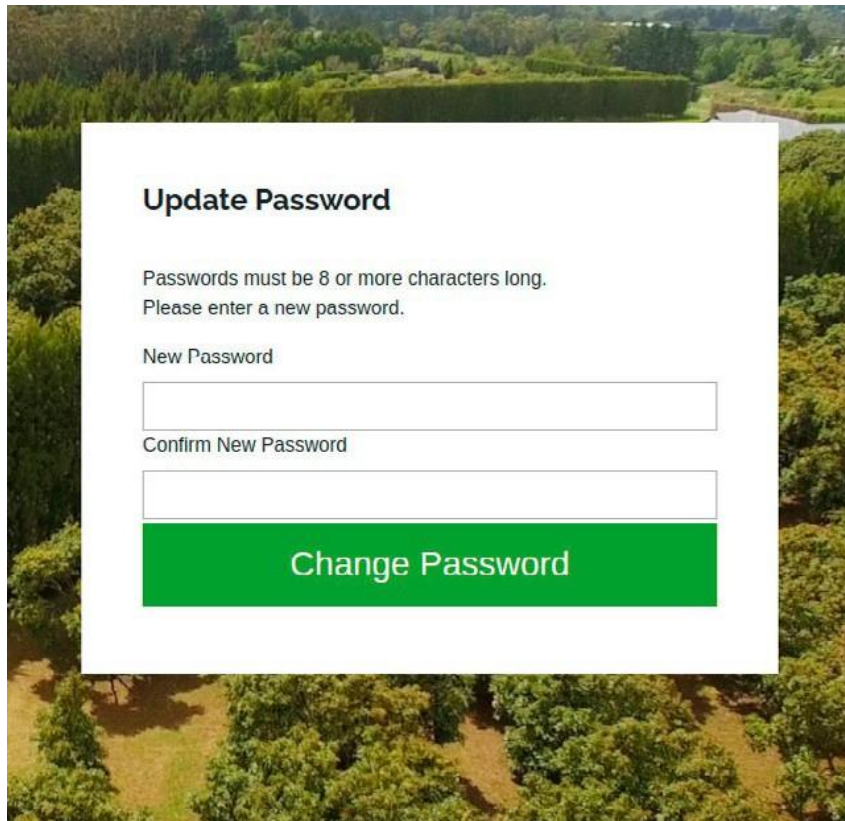 Update Password
Passwords must be 8 or more characters long.
Please enter a new password.
New Password
Confirm New Password
Change Password